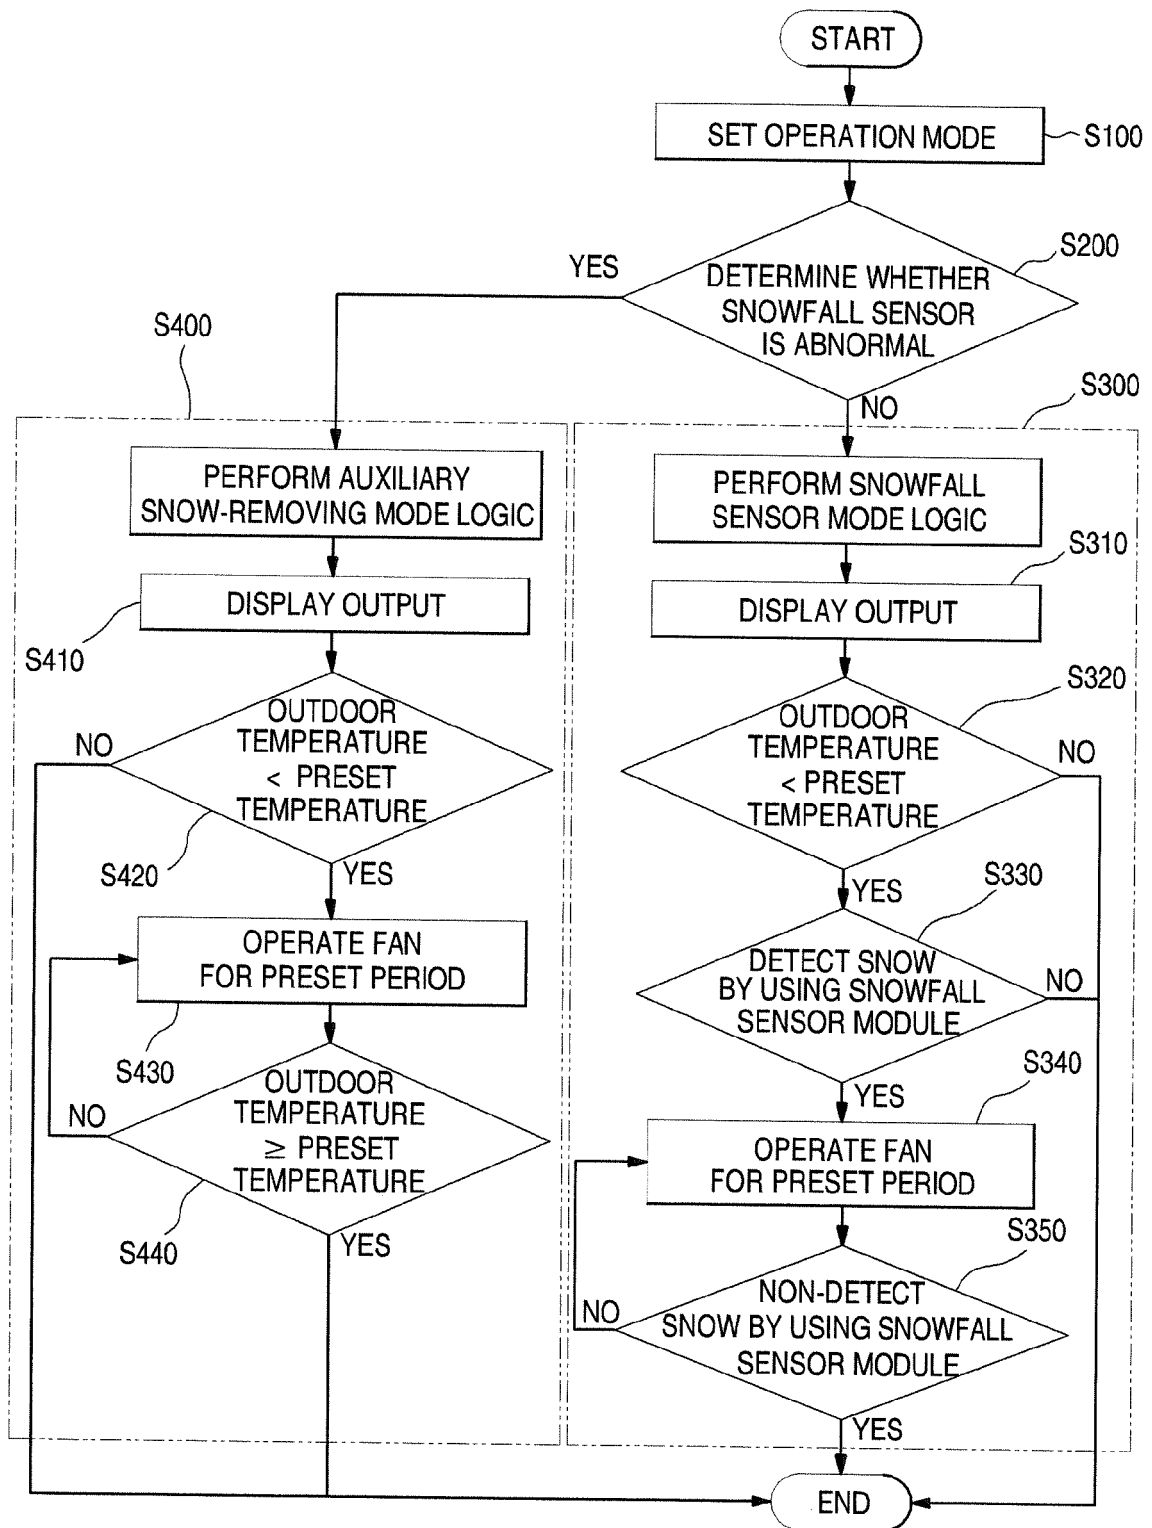 START
SET OPERATION MODE
S100
S200
YES
DETERMINE WHETHER
SNOWFALL SENSOR
IS ABNORMAL
S400
S300
NO
PERFORM AUXILIARY
SNOW-REMOVING MODE LOGIC
DISPLAY OUTPUT
S410
OUTDOOR
TEMPERATURE
< PRESET
TEMPERATURE
NO
S420
YES
OPERATE FAN
FOR PRESET PERIOD
S430
OUTDOOR
TEMPERATURE
≥ PRESET
TEMPERATURE
NO
S440
YES
PERFORM SNOWFALL
SENSOR MODE LOGIC
S310
DISPLAY OUTPUT
S320
OUTDOOR
TEMPERATURE
< PRESET
TEMPERATURE
NO
YES
S330
DETECT SNOW
BY USING SNOWFALL
SENSOR MODULE
NO
YES
S340
OPERATE FAN
FOR PRESET PERIOD
S350
NON-DETECT
SNOW BY USING SNOWFALL
SENSOR MODULE
NO
YES
END